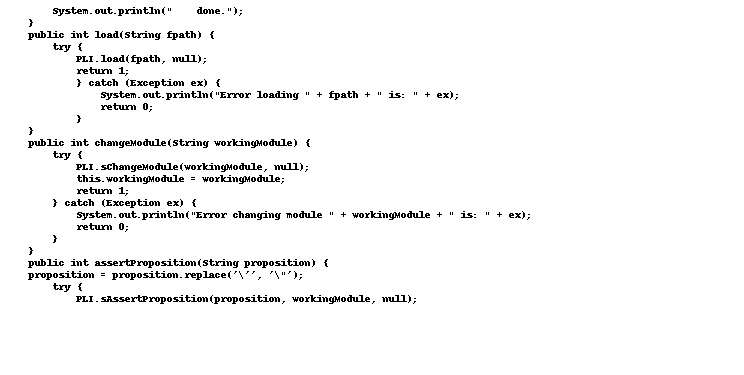 System.out.println("    done.");
}
public int load(String fpath) {
try {
PLI.load(fpath, null);
return 1;
} catch (Exception ex) {
System.out.println("Error loading " + fpath + " is: " + ex);
return 0;
}
}
public int changeModule(String workingModule) {
try {
PLI.sChangeModule(workingModule, null);
this.workingModule = workingModule;
return 1;
} catch (Exception ex) {
System.out.println("Error changing module " + workingModule + " is: " + ex);
return 0;
}
}
public int assertProposition(String proposition) {
proposition = proposition.replace('\'', '\"');
try {
PLI.sAssertProposition(proposition, workingModule, null);